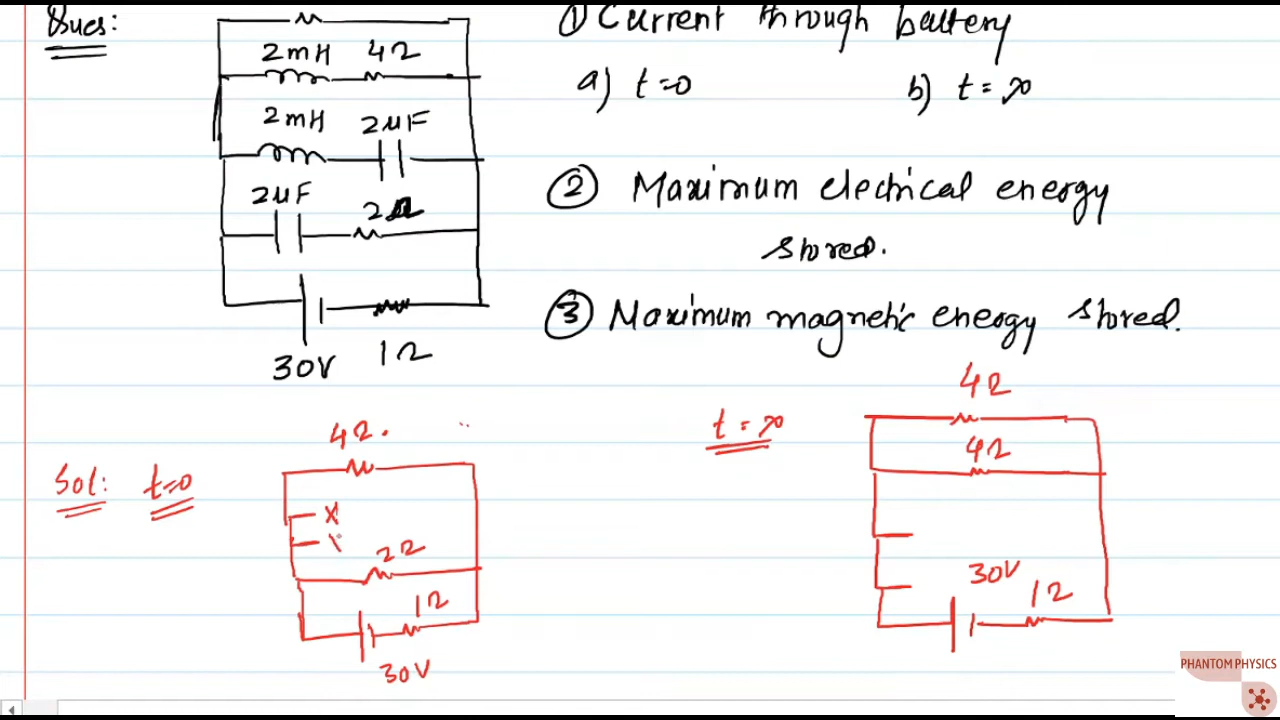 Ques:
① Current through battery
2mH 4Ω
a) t=0 b) t=∞
2mH 2μF
2μF 2Ω
② Maximum electrical energy
stored.
③ Maximum magnetic energy stored.
30V 1Ω
Sol: t=0
4Ω.
2Ω
1Ω
30V
t=∞
4Ω
4Ω
30V 1Ω
PHANTOM PHYSICS